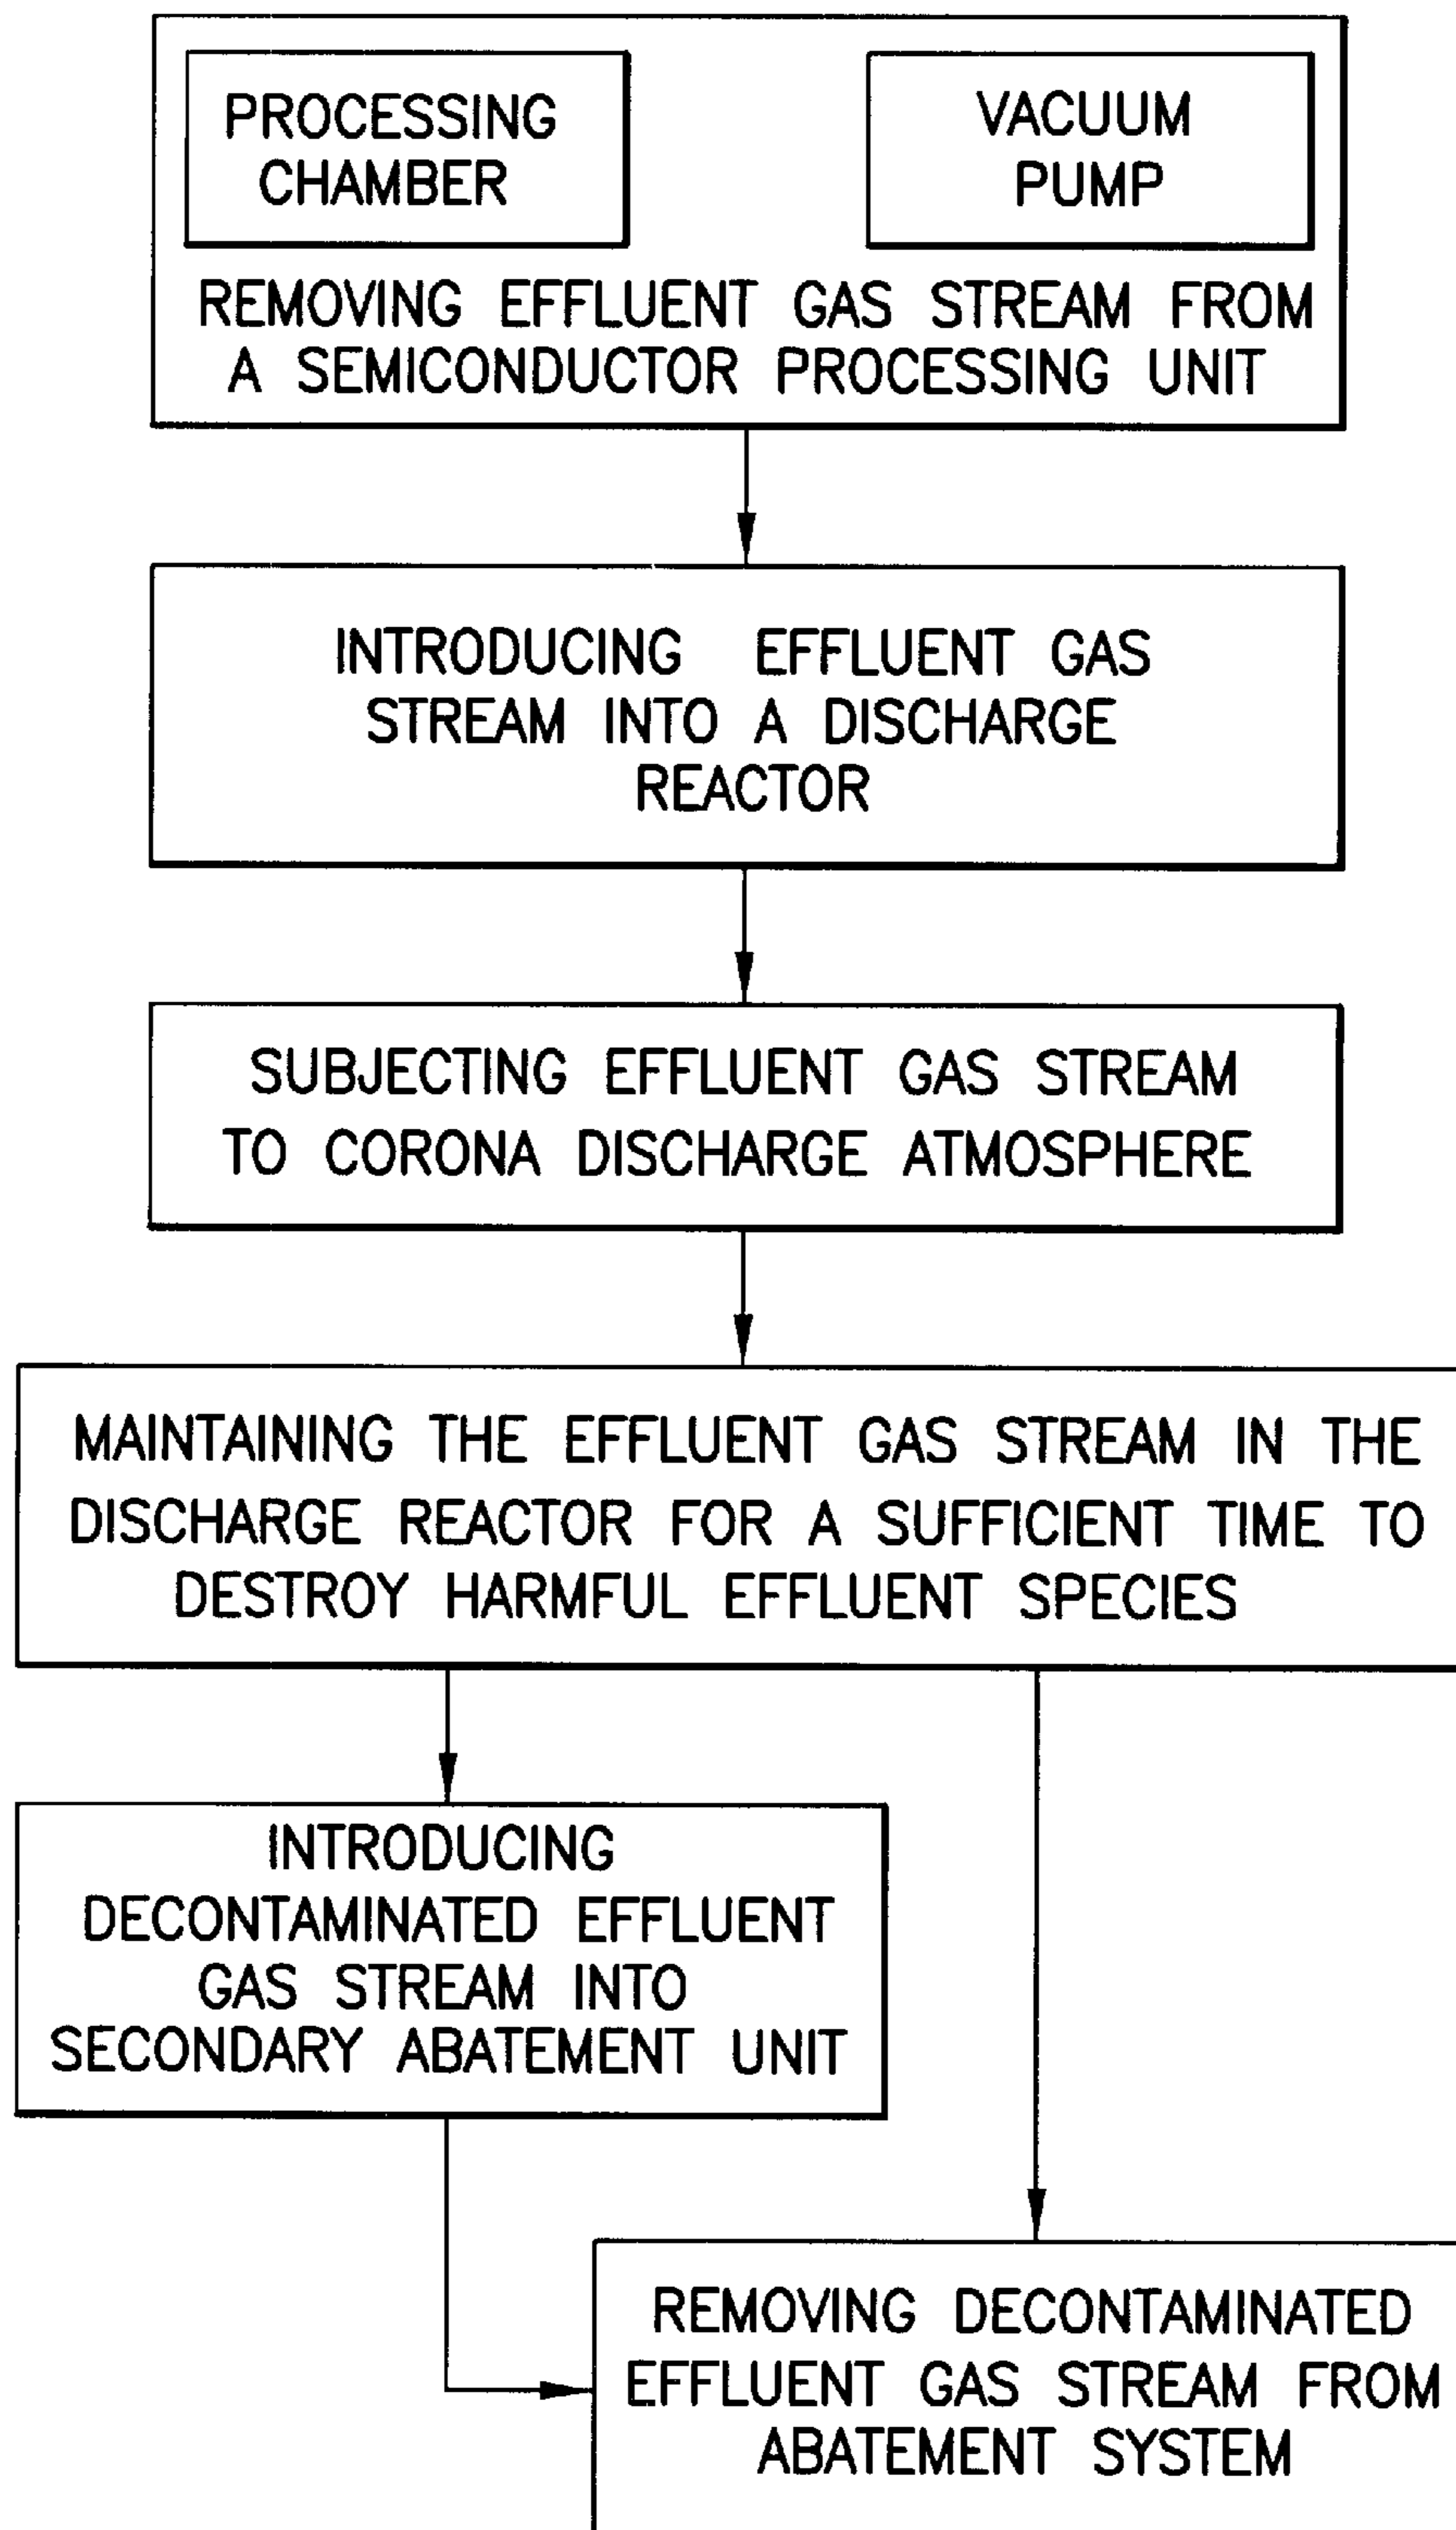 PROCESSING
CHAMBER
VACUUM
PUMP
REMOVING EFFLUENT GAS STREAM FROM
A SEMICONDUCTOR PROCESSING UNIT
INTRODUCING EFFLUENT GAS
STREAM INTO A DISCHARGE
REACTOR
SUBJECTING EFFLUENT GAS STREAM
TO CORONA DISCHARGE ATMOSPHERE
MAINTAINING THE EFFLUENT GAS STREAM IN THE
DISCHARGE REACTOR FOR A SUFFICIENT TIME TO
DESTROY HARMFUL EFFLUENT SPECIES
INTRODUCING
DECONTAMINATED EFFLUENT
GAS STREAM INTO
SECONDARY ABATEMENT UNIT
REMOVING DECONTAMINATED
EFFLUENT GAS STREAM FROM
ABATEMENT SYSTEM